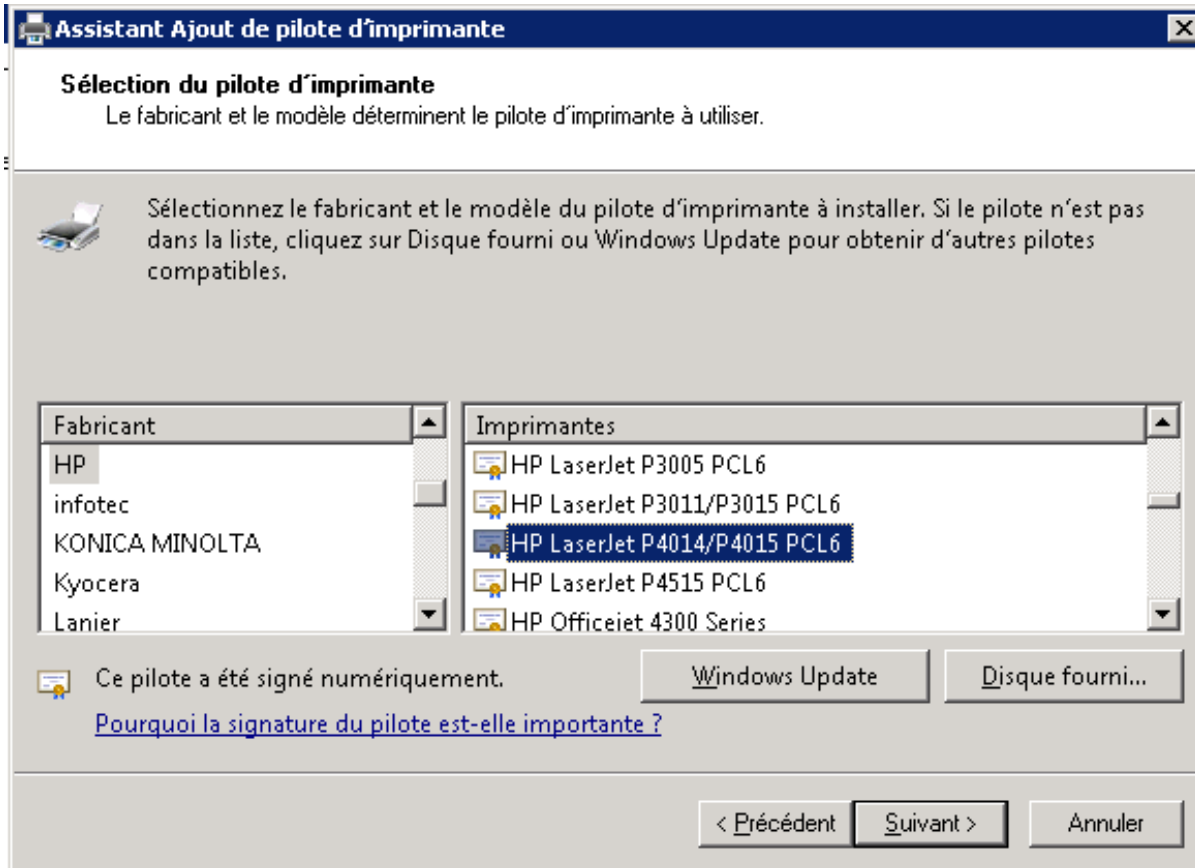 Assistant Ajout de pilote d'imprimante
Sélection du pilote d'imprimante
Le fabricant et le modèle déterminent le pilote d'imprimante à utiliser.
Sélectionnez le fabricant et le modèle du pilote d'imprimante à installer. Si le pilote n'est pas
dans la liste, cliquez sur Disque fourni ou Windows Update pour obtenir d'autres pilotes
compatibles.
Fabricant
HP
infotec
KONICA MINOLTA
Kyocera
Lanier
Imprimantes
HP LaserJet P3005 PCL6
HP LaserJet P3011/P3015 PCL6
HP LaserJet P4014/P4015 PCL6
HP LaserJet P4515 PCL6
HP Officejet 4300 Series
Ce pilote a été signé numériquement.
Windows Update
Disque fourni...
Pourquoi la signature du pilote est-elle importante ?
< Précédent
Suivant >
Annuler